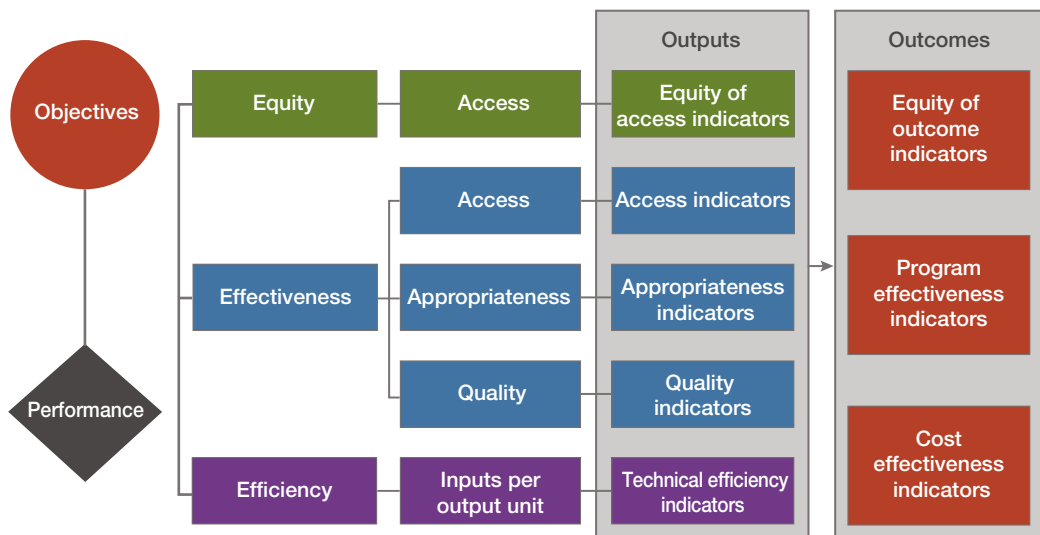 Outputs
Outcomes
Objectives
Equity
Access
Equity of
access indicators
Equity of
outcome
indicators
Access
Access indicators
Effectiveness
Appropriateness
Appropriateness
indicators
Program
effectiveness
indicators
Performance
Quality
Quality
indicators
Efficiency
Inputs per
output unit
Technical efficiency
indicators
Cost
effectiveness
indicators